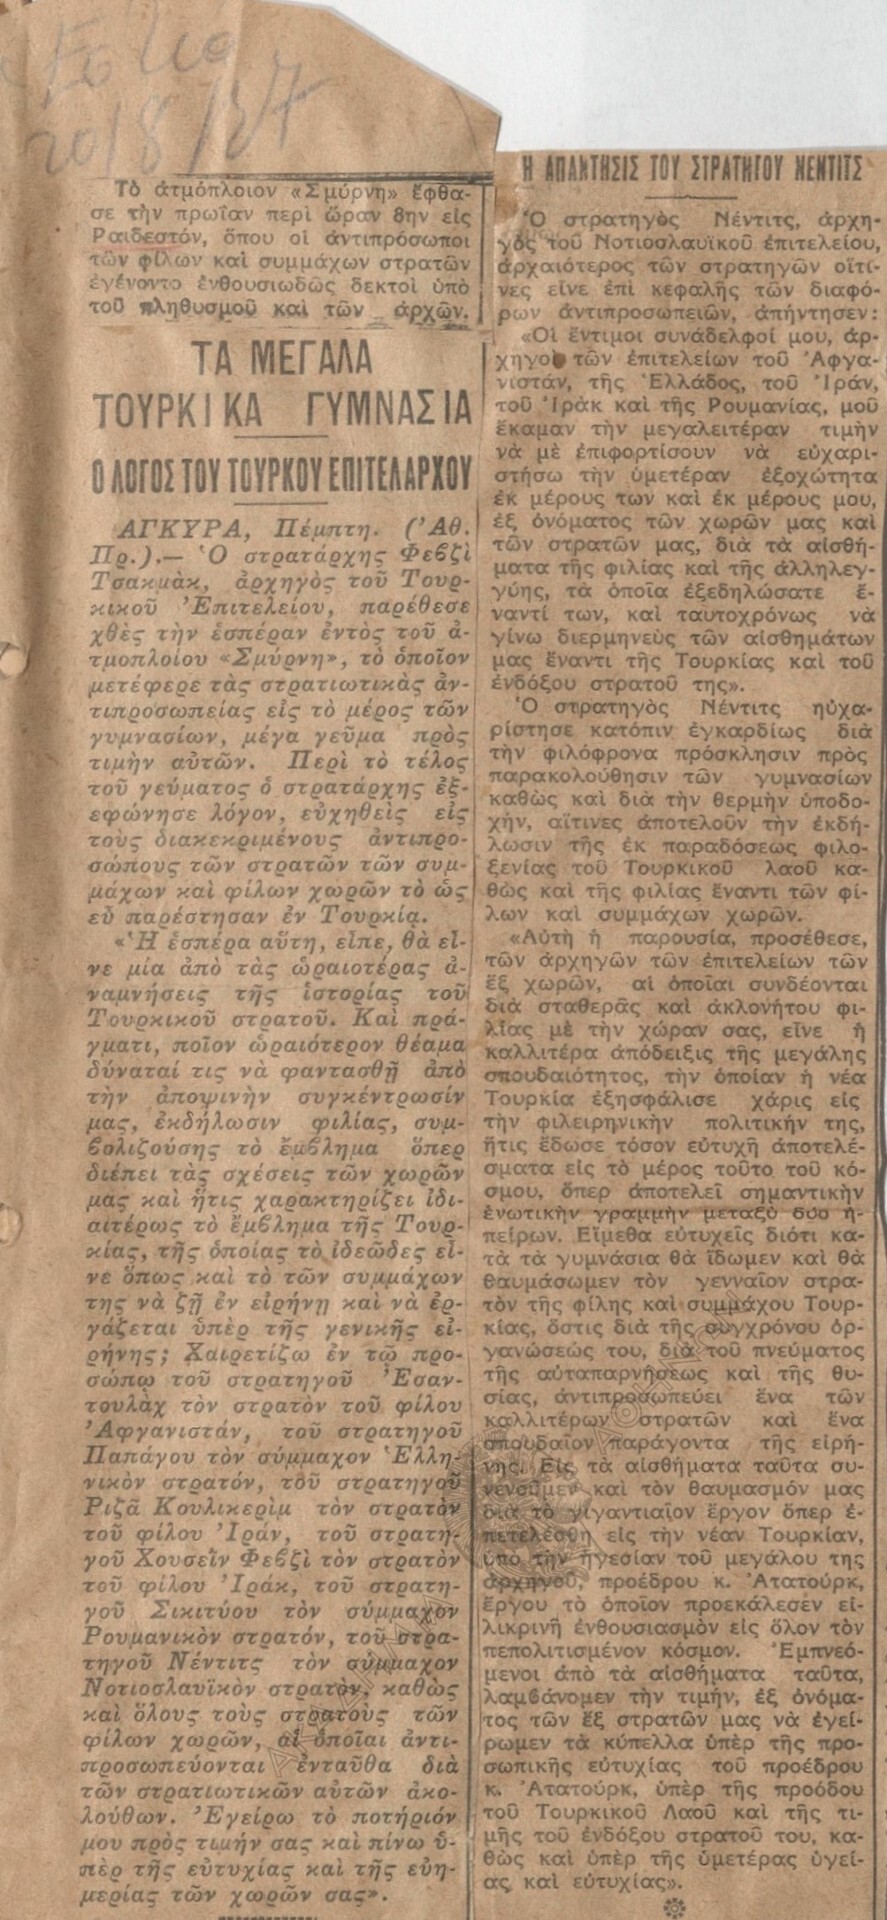 20/8/37
Τὸ ἀτμόπλοιον «Σμύρνη» ἔφθα-
σε τὴν πρωΐαν περὶ ὥραν 8ην εἰς
Ραιδεστόν, ὅπου οἱ ἀντιπρόσωποι
τῶν φίλων καὶ συμμάχων στρατῶν
ἐγένοντο ἐνθουσιωδῶς δεκτοὶ ὑπὸ
τοῦ πληθυσμοῦ καὶ τῶν ἀρχῶν.
ΤΑ ΜΕΓΑΛΑ
ΤΟΥΡΚΙΚΑ ΓΥΜΝΑΣΙΑ
Ο ΛΟΓΟΣ ΤΟΥ ΤΟΥΡΚΟΥ ΕΠΙΤΕΛΑΡΧΟΥ
ΑΓΚΥΡΑ, Πέμπτη. (Ἀθ.
Πρ.).— Ὁ στρατάρχης Φεβζὶ
Τσακμὰκ, ἀρχηγὸς τοῦ Τουρ-
κικοῦ Ἐπιτελείου, παρέθεσε
χθὲς τὴν ἑσπέραν ἐντὸς τοῦ ἀ-
τμοπλοίου «Σμύρνη», τὸ ὁποῖον
μετέφερε τὰς στρατιωτικὰς ἀν-
τιπροσωπείας εἰς τὸ μέρος τῶν
γυμνασίων, μέγα γεῦμα πρὸς
τιμὴν αὐτῶν. Περὶ τὸ τέλος
τοῦ γεύματος ὁ στρατάρχης ἐξ-
εφώνησε λόγον, εὐχηθεὶς εἰς
τοὺς διακεκριμένους ἀντιπρο-
σώπους τῶν στρατῶν τῶν συμ-
μάχων καὶ φίλων χωρῶν τὸ ὡς
εὖ παρέστησαν ἐν Τουρκίᾳ.
«Ἡ ἑσπέρα αὕτη, εἶπε, θὰ εἶ-
νε μία ἀπὸ τὰς ὡραιοτέρας ἀ-
ναμνήσεις τῆς ἱστορίας τοῦ
Τουρκικοῦ στρατοῦ. Καὶ πρά-
γματι, ποῖον ὡραιότερον θέαμα
δύναταί τις νὰ φαντασθῇ ἀπὸ
τὴν ἀποψινὴν συγκέντρωσίν
μας, ἐκδήλωσιν φιλίας, συμ-
βολιζούσης τὸ ἔμβλημα ὅπερ
διέπει τὰς σχέσεις τῶν χωρῶν
μας καὶ ἥτις χαρακτηρίζει ἰδι-
αιτέρως τὸ ἔμβλημα τῆς Τουρ-
κίας, τῆς ὁποίας τὸ ἰδεῶδες εἶ-
νε ὅπως καὶ τὸ τῶν συμμάχων
της νὰ ζῇ ἐν εἰρήνῃ καὶ νὰ ἐρ-
γάζεται ὑπὲρ τῆς γενικῆς εἰ-
ρήνης; Χαιρετίζω ἐν τῷ προ-
σώπῳ τοῦ στρατηγοῦ Ἐσαν-
τουλὰχ τὸν στρατὸν τοῦ φίλου
Ἀφγανιστάν, τοῦ στρατηγοῦ
Παπάγου τὸν σύμμαχον Ἑλλη-
νικὸν στρατόν, τοῦ στρατηγοῦ
Ριζᾶ Κουλικερὶμ τὸν στρατὸν
τοῦ φίλου Ἰράν, τοῦ στρατη-
γοῦ Χουσεῒν Φεβζὶ τὸν στρατὸν
τοῦ φίλου Ἰράκ, τοῦ στρατη-
γοῦ Σικιτύου τὸν σύμμαχον
Ρουμανικὸν στρατόν, τοῦ στρα-
τηγοῦ Νέντιτς τὸν σύμμαχον
Νοτιοσλαυϊκὸν στρατὸν, καθὼς
καὶ ὅλους τοὺς στρατοὺς τῶν
φίλων χωρῶν, αἱ ὁποῖαι ἀντι-
προσωπεύονται ἐνταῦθα διὰ
τῶν στρατιωτικῶν αὐτῶν ἀκο-
λούθων. Ἐγείρω τὸ ποτήριόν
μου πρὸς τιμήν σας καὶ πίνω ὑ-
πὲρ τῆς εὐτυχίας καὶ τῆς εὐη-
μερίας τῶν χωρῶν σας».
Η ΑΠΑΝΤΗΣΙΣ ΤΟΥ ΣΤΡΑΤΗΓΟΥ ΝΕΝΤΙΤΣ
Ὁ στρατηγὸς Νέντιτς, ἀρχη-
γὸς τοῦ Νοτιοσλαυϊκοῦ ἐπιτελείου,
ἀρχαιότερος τῶν στρατηγῶν οἵτι-
νες εἶνε ἐπὶ κεφαλῆς τῶν διαφό-
ρων ἀντιπροσωπειῶν, ἀπήντησεν:
«Οἱ ἔντιμοι συνάδελφοί μου, ἀρ-
χηγοὶ τῶν ἐπιτελείων τοῦ Ἀφγα-
νιστάν, τῆς Ἑλλάδος, τοῦ Ἰράν,
τοῦ Ἰρὰκ καὶ τῆς Ρουμανίας, μοῦ
ἔκαμαν τὴν μεγαλειτέραν τιμὴν
νὰ μὲ ἐπιφορτίσουν νὰ εὐχαρι-
στήσω τὴν ὑμετέραν ἐξοχώτητα
ἐκ μέρους των καὶ ἐκ μέρους μου,
ἐξ ὀνόματος τῶν χωρῶν μας καὶ
τῶν στρατῶν μας, διὰ τὰ αἰσθή-
ματα τῆς φιλίας καὶ τῆς ἀλληλεγ-
γύης, τὰ ὁποῖα ἐξεδηλώσατε ἔ-
ναντί των, καὶ ταυτοχρόνως νὰ
γίνω διερμηνεὺς τῶν αἰσθημάτων
μας ἔναντι τῆς Τουρκίας καὶ τοῦ
ἐνδόξου στρατοῦ της».
Ὁ στρατηγὸς Νέντιτς ηὐχα-
ρίστησε κατόπιν ἐγκαρδίως διὰ
τὴν φιλόφρονα πρόσκλησιν πρὸς
παρακολούθησιν τῶν γυμνασίων
καθὼς καὶ διὰ τὴν θερμὴν ὑποδο-
χήν, αἵτινες ἀποτελοῦν τὴν ἐκδή-
λωσιν τῆς ἐκ παραδόσεως φιλο-
ξενίας τοῦ Τουρκικοῦ λαοῦ κα-
θὼς καὶ τῆς φιλίας ἔναντι τῶν φί-
λων καὶ συμμάχων χωρῶν.
«Αὐτὴ ἡ παρουσία, προσέθεσε,
τῶν ἀρχηγῶν τῶν ἐπιτελείων τῶν
ἓξ χωρῶν, αἱ ὁποῖαι συνδέονται
διὰ σταθερᾶς καὶ ἀκλονήτου φι-
λίας μὲ τὴν χώραν σας, εἶνε ἡ
καλλιτέρα ἀπόδειξις τῆς μεγάλης
σπουδαιότητος, τὴν ὁποίαν ἡ νέα
Τουρκία ἐξησφάλισε χάρις εἰς
τὴν φιλειρηνικὴν πολιτικήν της,
ἥτις ἔδωσε τόσον εὐτυχῆ ἀποτελέ-
σματα εἰς τὸ μέρος τοῦτο τοῦ κό-
σμου, ὅπερ ἀποτελεῖ σημαντικὴν
ἑνωτικὴν γραμμὴν μεταξὺ δύο ἠ-
πείρων. Εἴμεθα εὐτυχεῖς διότι κα-
τὰ τὰ γυμνάσια θὰ ἴδωμεν καὶ θὰ
θαυμάσωμεν τὸν γενναῖον στρα-
τὸν τῆς φίλης καὶ συμμάχου Τουρ-
κίας, ὅστις διὰ τῆς συγχρόνου ὀρ-
γανώσεώς του, διὰ τοῦ πνεύματος
τῆς αὐταπαρνήσεως καὶ τῆς θυ-
σίας, ἀντιπροσωπεύει ἕνα τῶν
καλλιτέρων στρατῶν καὶ ἕνα
σπουδαῖον παράγοντα τῆς εἰρή-
νης. Εἰς τὰ αἰσθήματα ταῦτα συ-
νενοῦμεν καὶ τὸν θαυμασμόν μας
διὰ τὸ γιγαντιαῖον ἔργον ὅπερ ἐ-
πετελέσθη εἰς τὴν νέαν Τουρκίαν,
ὑπὸ τὴν ἡγεσίαν τοῦ μεγάλου της
ἀρχηγοῦ, προέδρου κ. Ἀτατούρκ,
ἔργου τὸ ὁποῖον προεκάλεσεν εἰ-
λικρινῆ ἐνθουσιασμὸν εἰς ὅλον τὸν
πεπολιτισμένον κόσμον. Ἐμπνεό-
μενοι ἀπὸ τὰ αἰσθήματα ταῦτα,
λαμβάνομεν τὴν τιμήν, ἐξ ὀνόμα-
τος τῶν ἓξ στρατῶν μας νὰ ἐγεί-
ρωμεν τὰ κύπελλα ὑπὲρ τῆς προ-
σωπικῆς εὐτυχίας τοῦ προέδρου
κ. Ἀτατούρκ, ὑπὲρ τῆς προόδου
τοῦ Τουρκικοῦ Λαοῦ καὶ τῆς τι-
μῆς τοῦ ἐνδόξου στρατοῦ του, κα-
θὼς καὶ ὑπὲρ τῆς ὑμετέρας ὑγεί-
ας καὶ εὐτυχίας».
ΑΚΑΔΗΜΙΑ ΑΘΗΝΩΝ